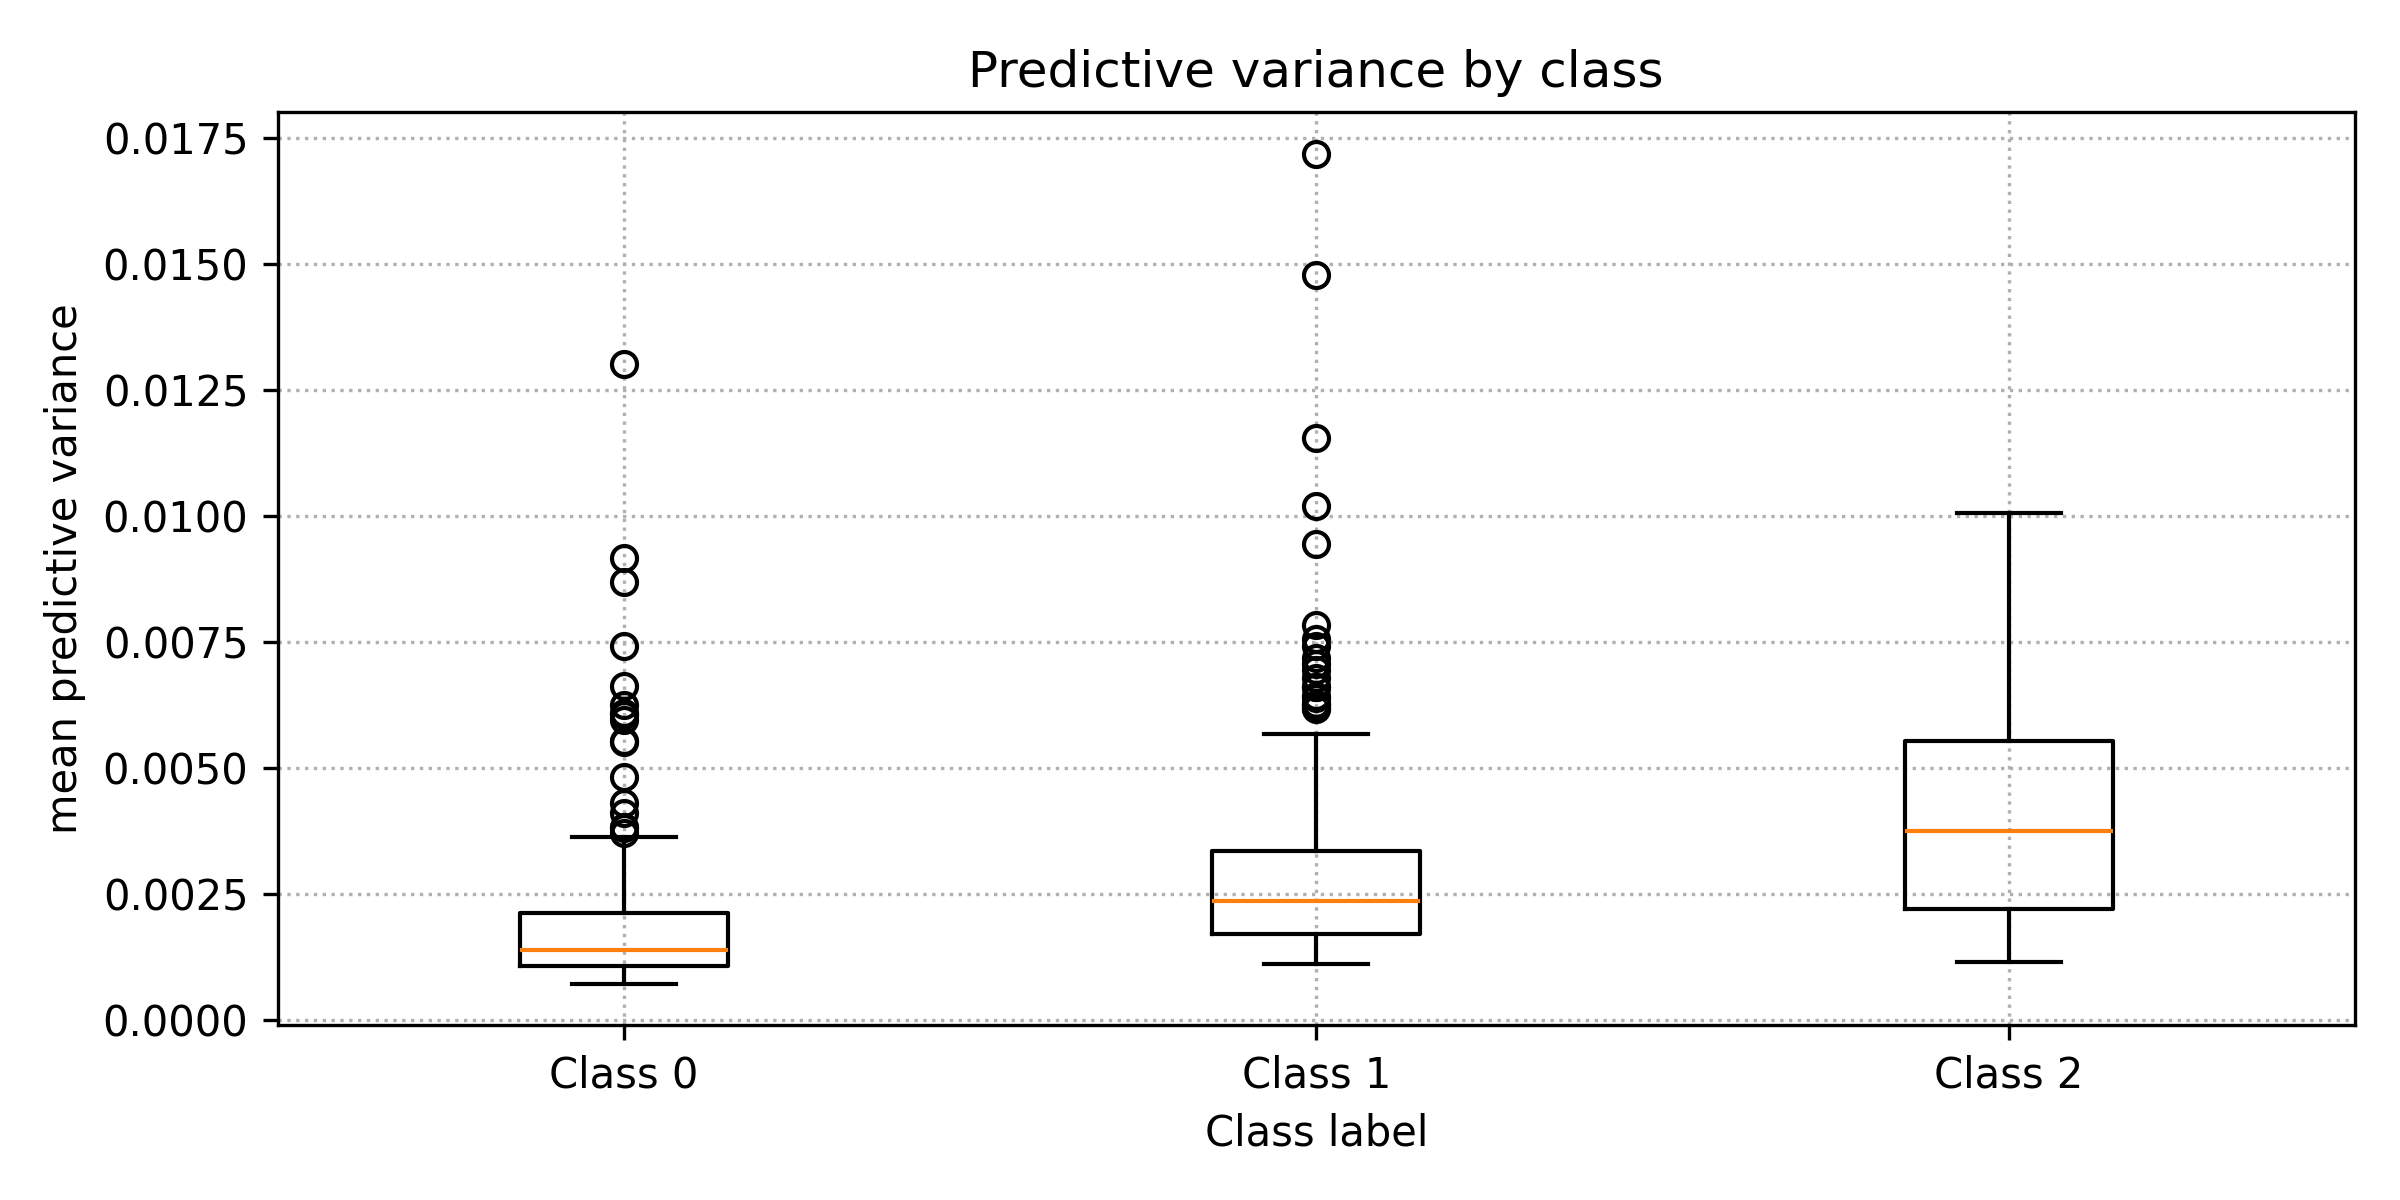 Predictive variance by class
mean predictive variance
0.0175
0.0150
0.0125
0.0100
0.0075
0.0050
0.0025
0.0000
Class 0
Class 1
Class 2
Class label